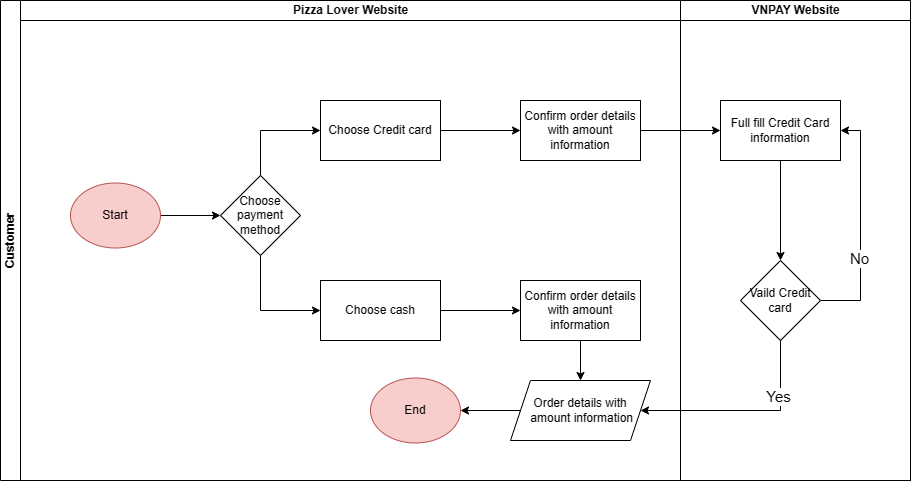 Pizza Lover Website
VNPAY Website
Customer
Start
Choose
payment
method
Choose Credit card
Confirm order details
with amount
information
Full fill Credit Card
information
Choose cash
Confirm order details
with amount
information
Vaild Credit
card
No
Yes
Order details with
amount information
End